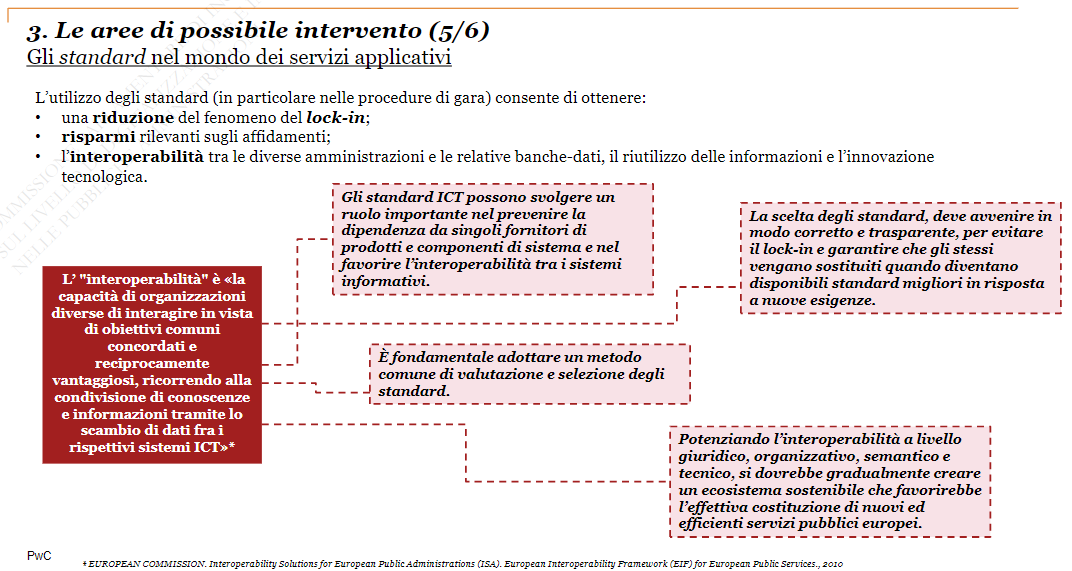 3. Le aree di possibile intervento (5/6)
Gli standard nel mondo dei servizi applicativi
L'utilizzo degli standard (in particolare nelle procedure di gara) consente di ottenere:
• una riduzione del fenomeno del lock-in;
• risparmi rilevanti sugli affidamenti;
• l'interoperabilità tra le diverse amministrazioni e le relative banche-dati, il riutilizzo delle informazioni e l'innovazione
tecnologica.
Gli standard ICT possono svolgere un
ruolo importante nel prevenire la
dipendenza da singoli fornitori di
prodotti e componenti di sistema e nel
favorire l'interoperabilità tra i sistemi
informativi.
La scelta degli standard, deve avvenire in
modo corretto e trasparente, per evitare
il lock-in e garantire che gli stessi
vengano sostituiti quando diventano
disponibili standard migliori in risposta
a nuove esigenze.
L' "interoperabilità" è «la
capacità di organizzazioni
diverse di interagire in vista
di obiettivi comuni
concordati e
reciprocamente
vantaggiosi, ricorrendo alla
condivisione di conoscenze
e informazioni tramite lo
scambio di dati fra i
rispettivi sistemi ICT»*
È fondamentale adottare un metodo
comune di valutazione e selezione degli
standard.
Potenziando l'interoperabilità a livello
giuridico, organizzativo, semantico e
tecnico, si dovrebbe gradualmente creare
un ecosistema sostenibile che favorirebbe
l'effettiva costituzione di nuovi ed
efficienti servizi pubblici europei.
PwC
* EUROPEAN COMMISSION. Interoperability Solutions for European Public Administrations (ISA). European Interoperability Framework (EIF) for European Public Services., 2010